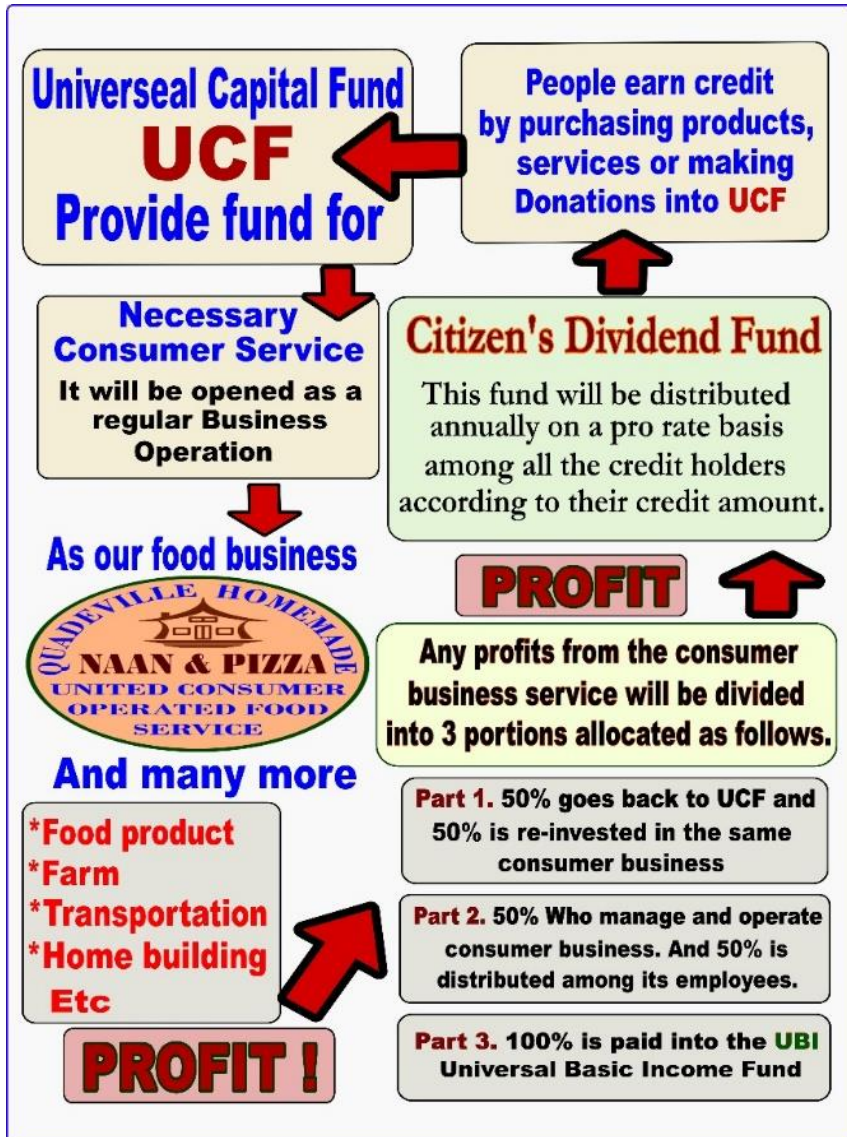 Universeal Capital Fund
UCF
Provide fund for
People earn credit
by purchasing products,
services or making
Donations into UCF
Necessary
Consumer Service
It will be opened as a
regular Business
Operation
Citizen's Dividend Fund
This fund will be distributed
annually on a pro rate basis
among all the credit holders
according to their credit amount.
As our food business
QUADEVILLE HOMEMADE
NAAN & PIZZA
UNITED CONSUMER
OPERATED FOOD
SERVICE
And many more
*Food product
*Farm
*Transportation
*Home building
Etc
PROFIT !
PROFIT
Any profits from the consumer
business service will be divided
into 3 portions allocated as follows.
Part 1. 50% goes back to UCF and
50% is re-invested in the same
consumer business
Part 2. 50% Who manage and operate
consumer business. And 50% is
distributed among its employees.
Part 3. 100% is paid into the UBI
Universal Basic Income Fund